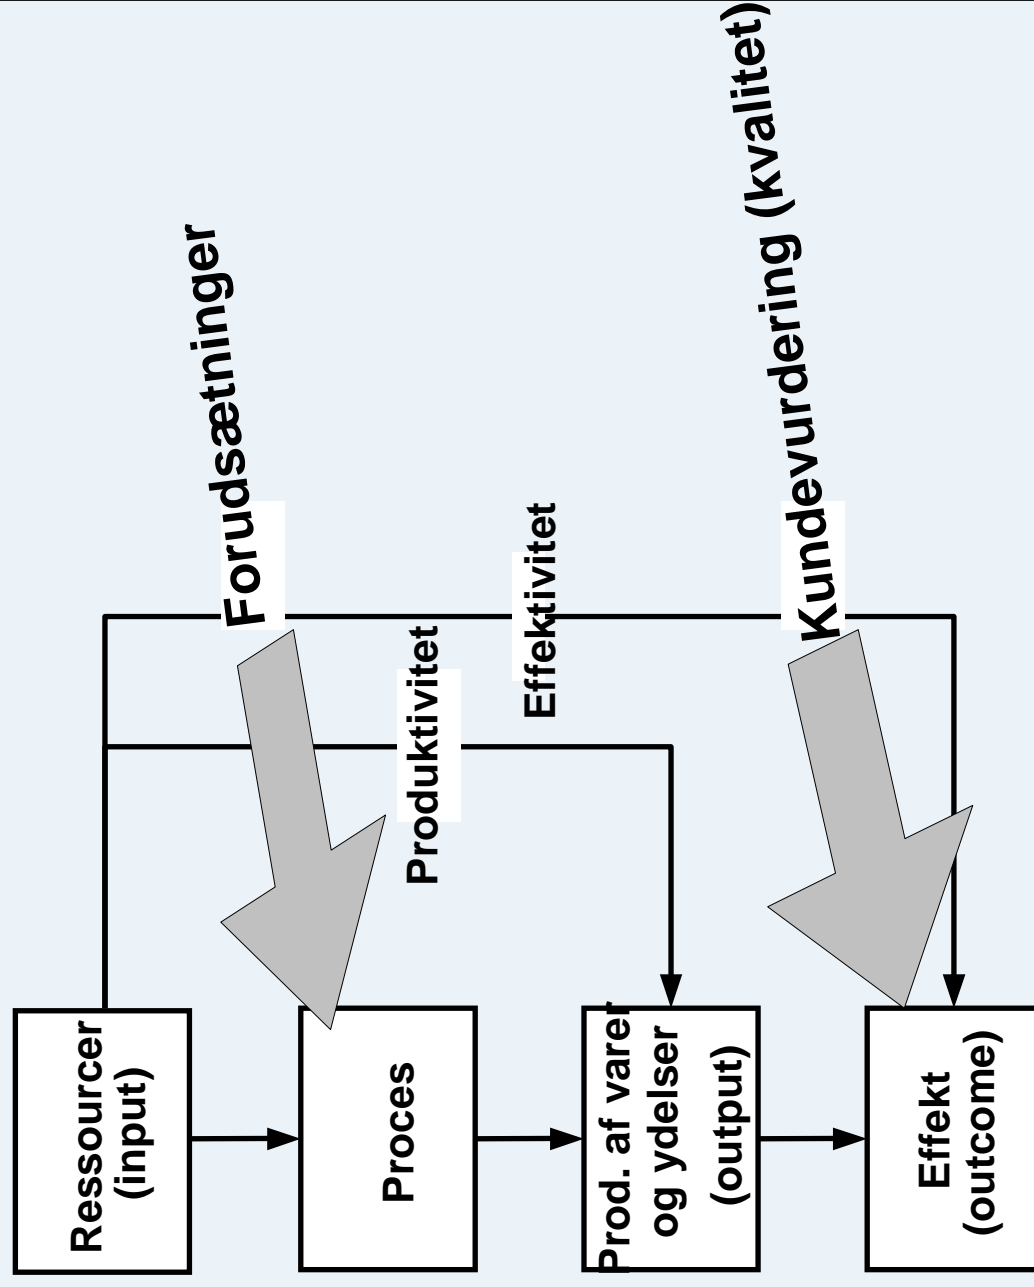 Forudsætninger
Kundevurdering (kvalitet)
Effektivitet
Produktivitet
Ressourcer
(input)
Proces
Prod. af varer
og ydelser
(output)
Effekt
(outcome)